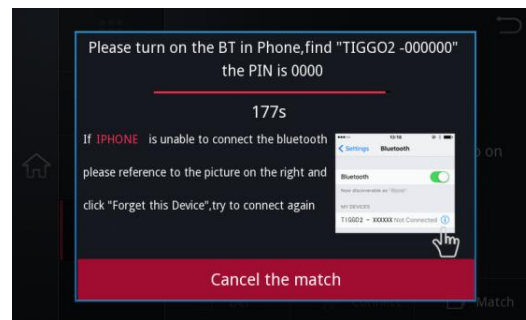 Please turn on the BT in Phone,find "TIGGO2 -000000"
the PIN is 0000
177s
If IPHONE is unable to connect the bluetooth
please reference to the picture on the right and
click "Forget this Device",try to connect again
Settings Bluetooth
Bluetooth
MY DEVICES
TIGGO2 - XXXXXX Not Connected
Cancel the match
on
Match